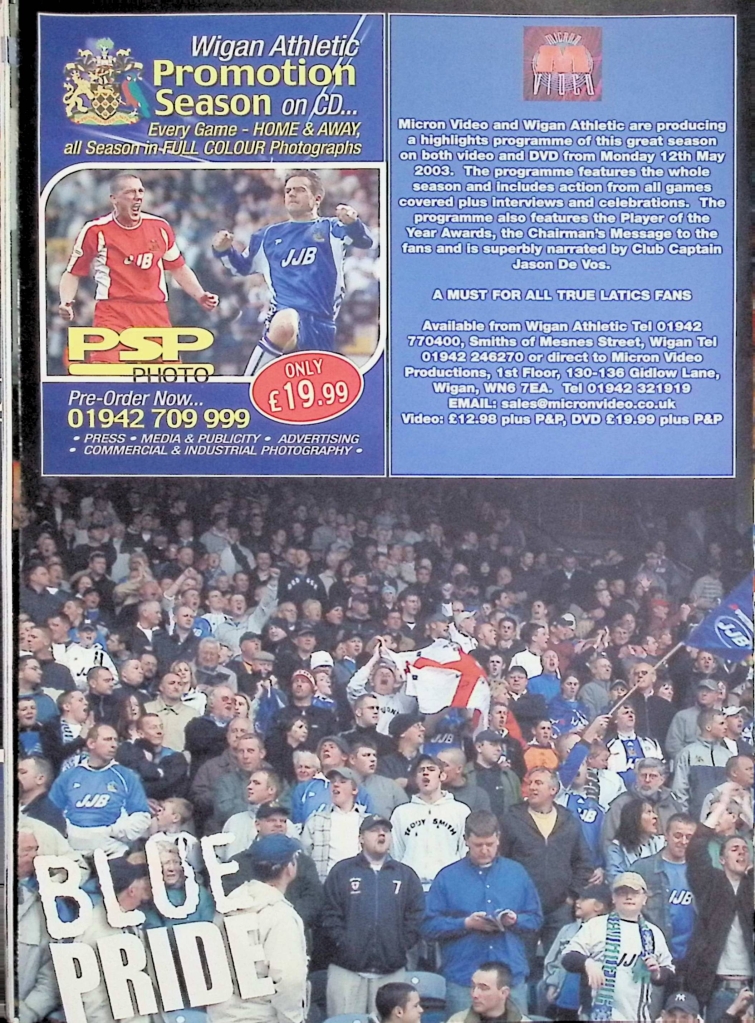 Wigan Athletic
Promotion
Season on CD...
Every Game - HOME & AWAY,
all Season in FULL COLOUR Photographs
JJB
JJB
PSP
PHOTO
ONLY
£19.99
Pre-Order Now...
01942 709 999
• PRESS • MEDIA & PUBLICITY • ADVERTISING
• COMMERCIAL & INDUSTRIAL PHOTOGRAPHY •
MICRON
VIDEO
Micron Video and Wigan Athletic are producing
a highlights programme of this great season
on both video and DVD from Monday 12th May
2003. The programme features the whole
season and includes action from all games
covered plus interviews and celebrations. The
programme also features the Player of the
Year Awards, the Chairman's Message to the
fans and is superbly narrated by Club Captain
Jason De Vos.
A MUST FOR ALL TRUE LATICS FANS
Available from Wigan Athletic Tel 01942
770400, Smiths of Mesnes Street, Wigan Tel
01942 246270 or direct to Micron Video
Productions, 1st Floor, 130-136 Gidlow Lane,
Wigan, WN6 7EA. Tel 01942 321919
EMAIL: sales@micronvideo.co.uk
Video: £12.98 plus P&P, DVD £19.99 plus P&P
JJB
JJB
JJB
TEDDY SMITH
7
JJB
JJB
BLUE
PRIDE